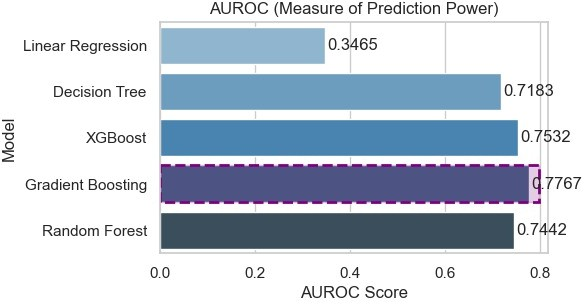 AUROC (Measure of Prediction Power)
Linear Regression 0.3465
Decision Tree 0.7183
XGBoost 0.7532
Gradient Boosting 0.7767
Random Forest 0.7442
Model
0.0 0.2 0.4 0.6 0.8
AUROC Score